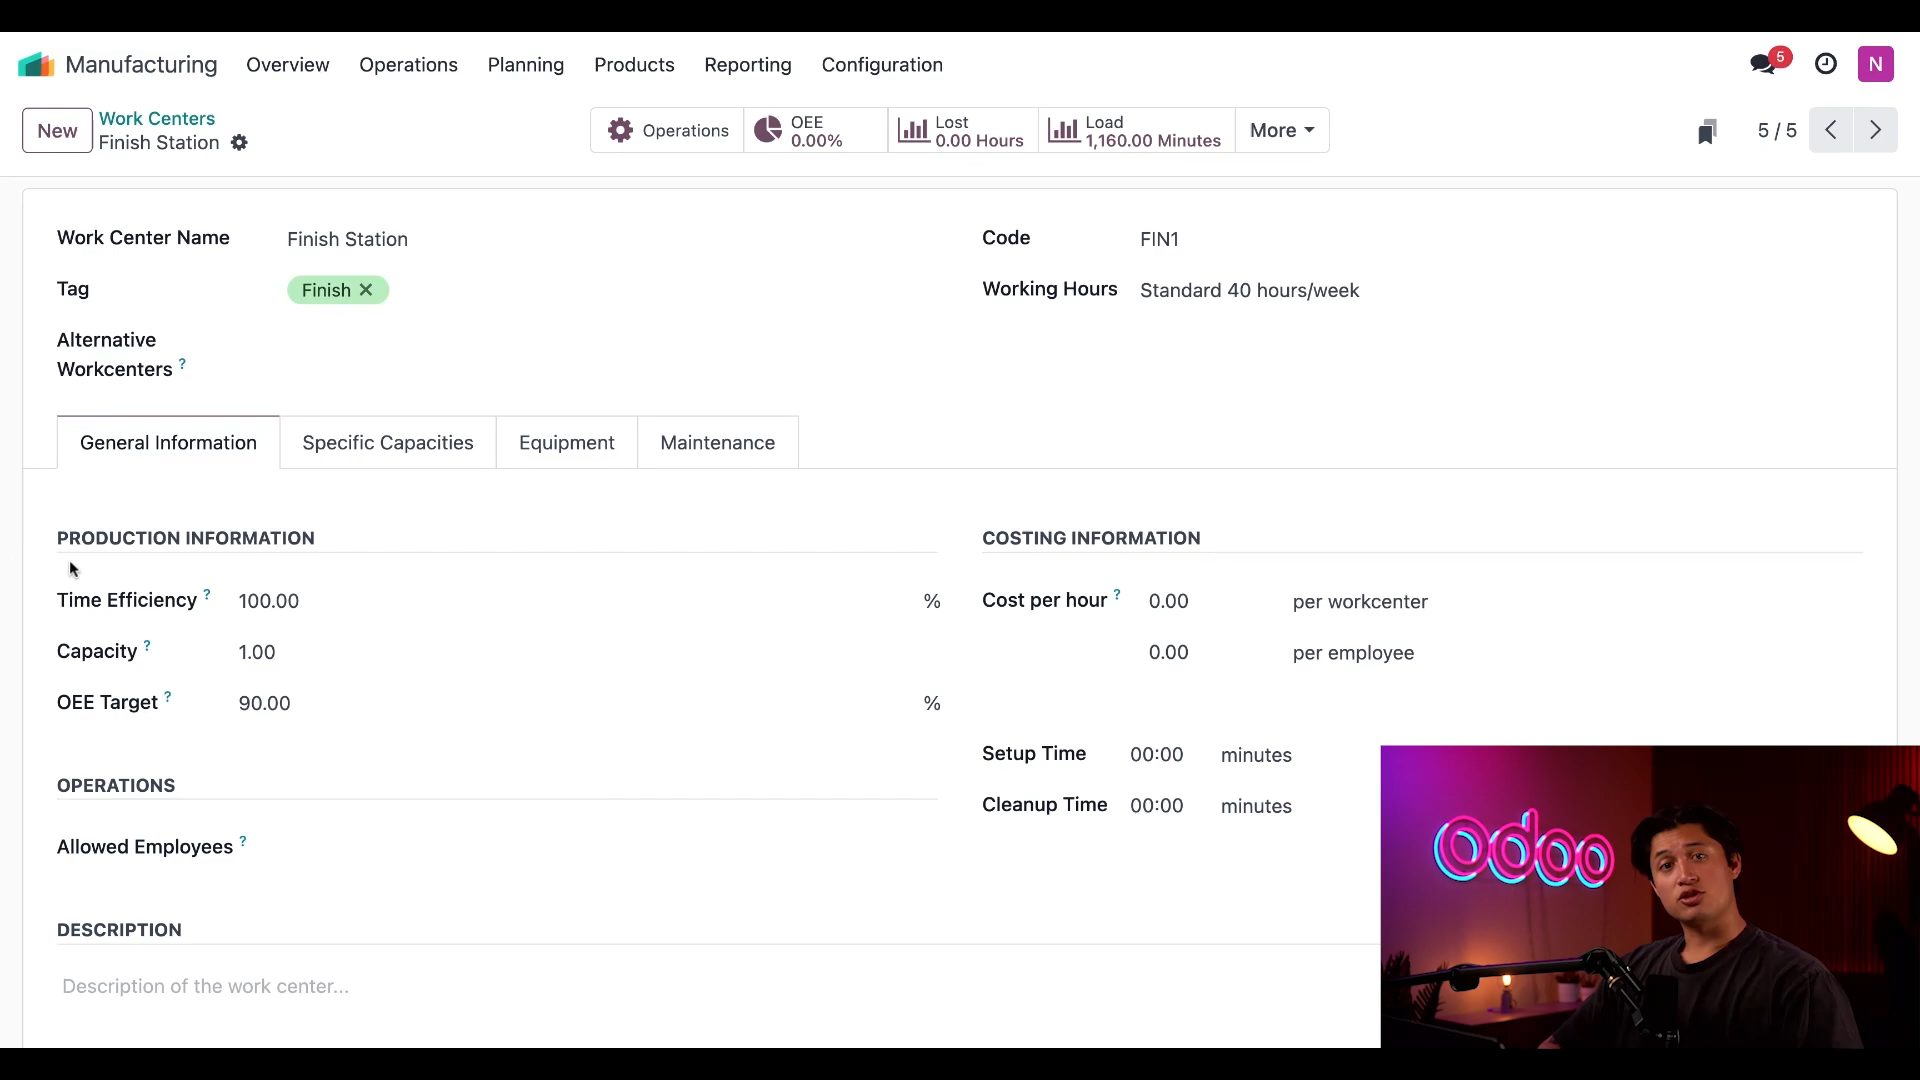 Manufacturing Overview Operations Planning Products Reporting Configuration 5 N
New Work Centers
Finish Station
Operations
OEE
0.00%
Lost
0.00 Hours
Load
1,160.00 Minutes
More
5 / 5
Work Center Name Finish Station
Code FIN1
Tag Finish
Working Hours Standard 40 hours/week
Alternative
Workcenters ?
General Information Specific Capacities Equipment Maintenance
PRODUCTION INFORMATION
Time Efficiency ? 100.00 %
Capacity ? 1.00
OEE Target ? 90.00 %
COSTING INFORMATION
Cost per hour ? 0.00 per workcenter
0.00 per employee
Setup Time 00:00 minutes
Cleanup Time 00:00 minutes
OPERATIONS
Allowed Employees ?
DESCRIPTION
Description of the work center...
odoo